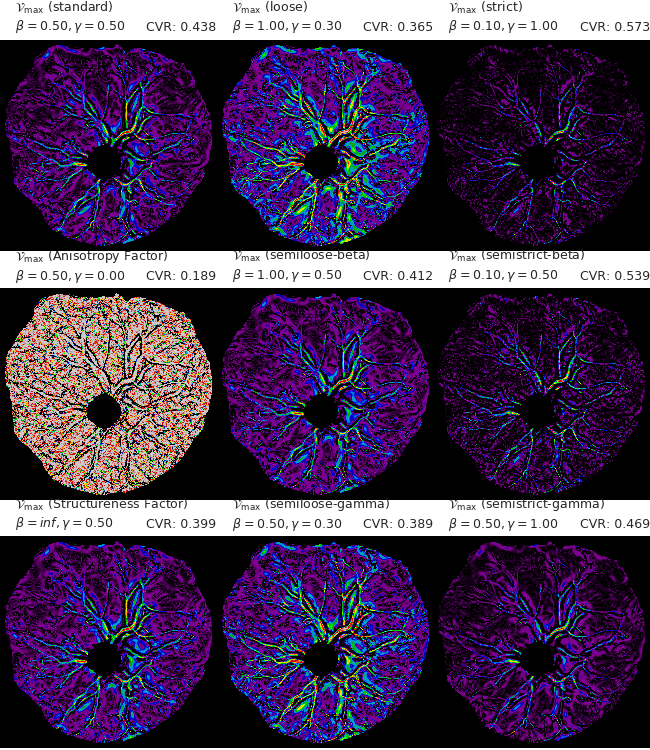 𝒱max (standard) 𝒱max (loose) 𝒱max (strict)
β = 0.50, γ = 0.50 CVR: 0.438 β = 1.00, γ = 0.30 CVR: 0.365 β = 0.10, γ = 1.00 CVR: 0.573
𝒱max (Anisotropy Factor) 𝒱max (semiloose-beta) 𝒱max (semistrict-beta)
β = 0.50, γ = 0.00 CVR: 0.189 β = 1.00, γ = 0.50 CVR: 0.412 β = 0.10, γ = 0.50 CVR: 0.539
𝒱max (Structureness Factor) 𝒱max (semiloose-gamma) 𝒱max (semistrict-gamma)
β = inf, γ = 0.50 CVR: 0.399 β = 0.50, γ = 0.30 CVR: 0.389 β = 0.50, γ = 1.00 CVR: 0.469